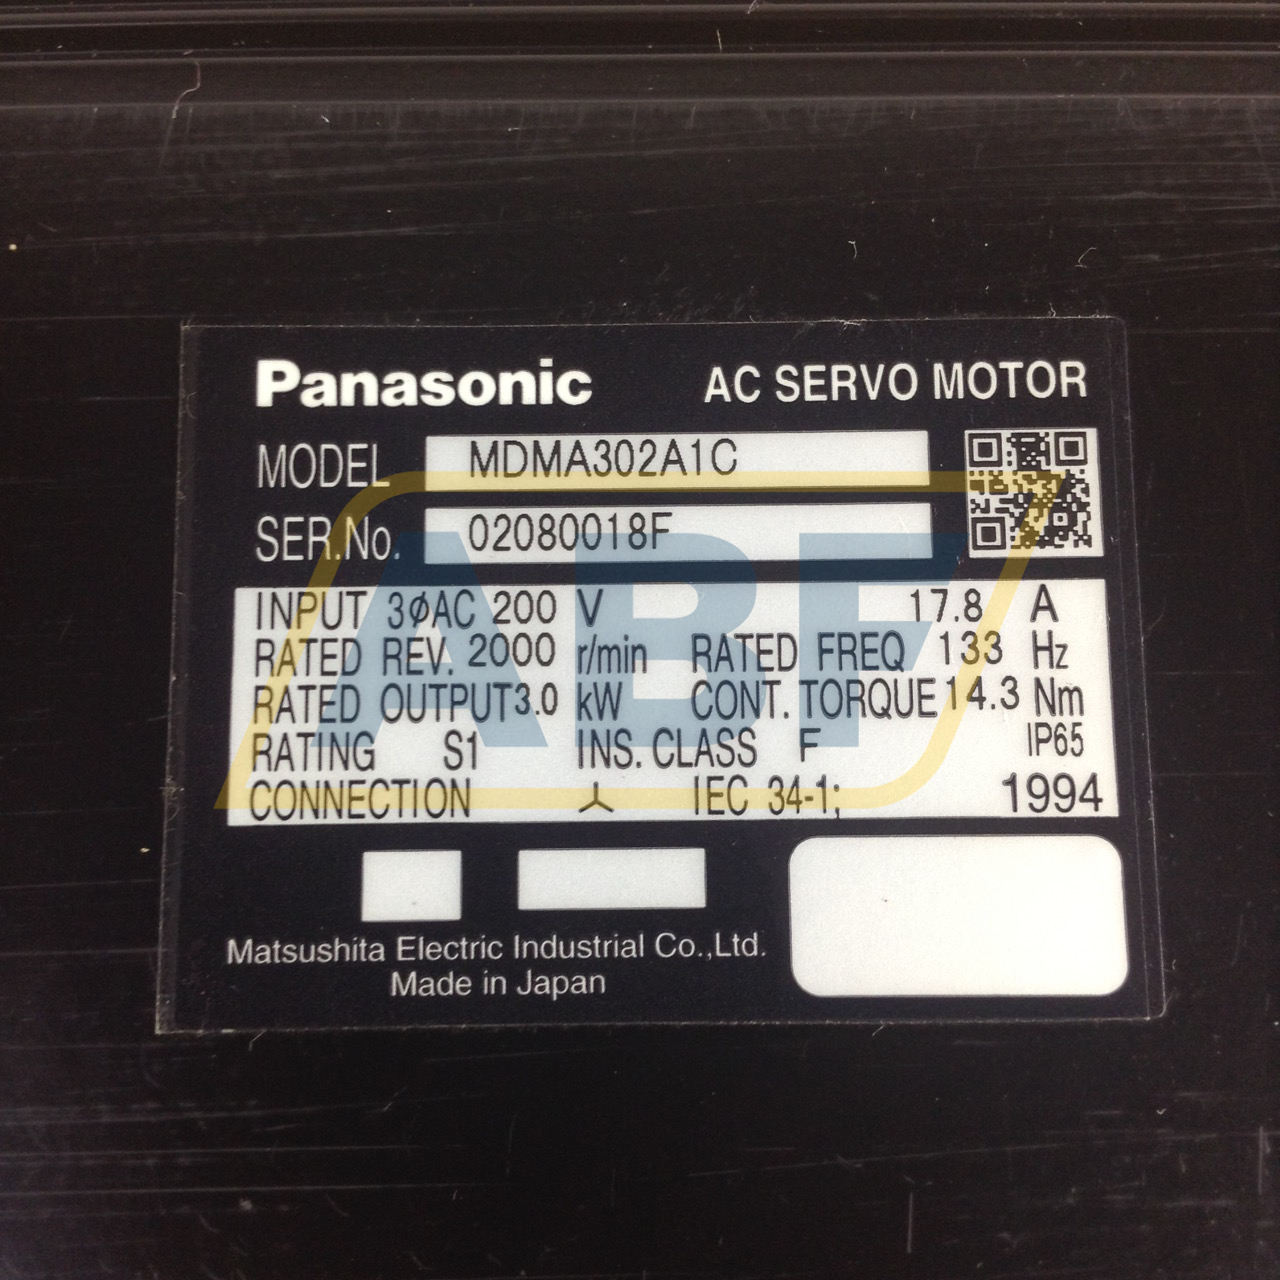 Panasonic AC SERVO MOTOR
MODEL MDMA302A1C
SER.No. 02080018F
INPUT 3φAC 200 V 17.8 A
RATED REV. 2000 r/min RATED FREQ 133 Hz
RATED OUTPUT 3.0 kW CONT. TORQUE 14.3 Nm
RATING S1 INS. CLASS F IP65
CONNECTION IEC 34-1; 1994
Matsushita Electric Industrial Co.,Ltd.
Made in Japan
ABF